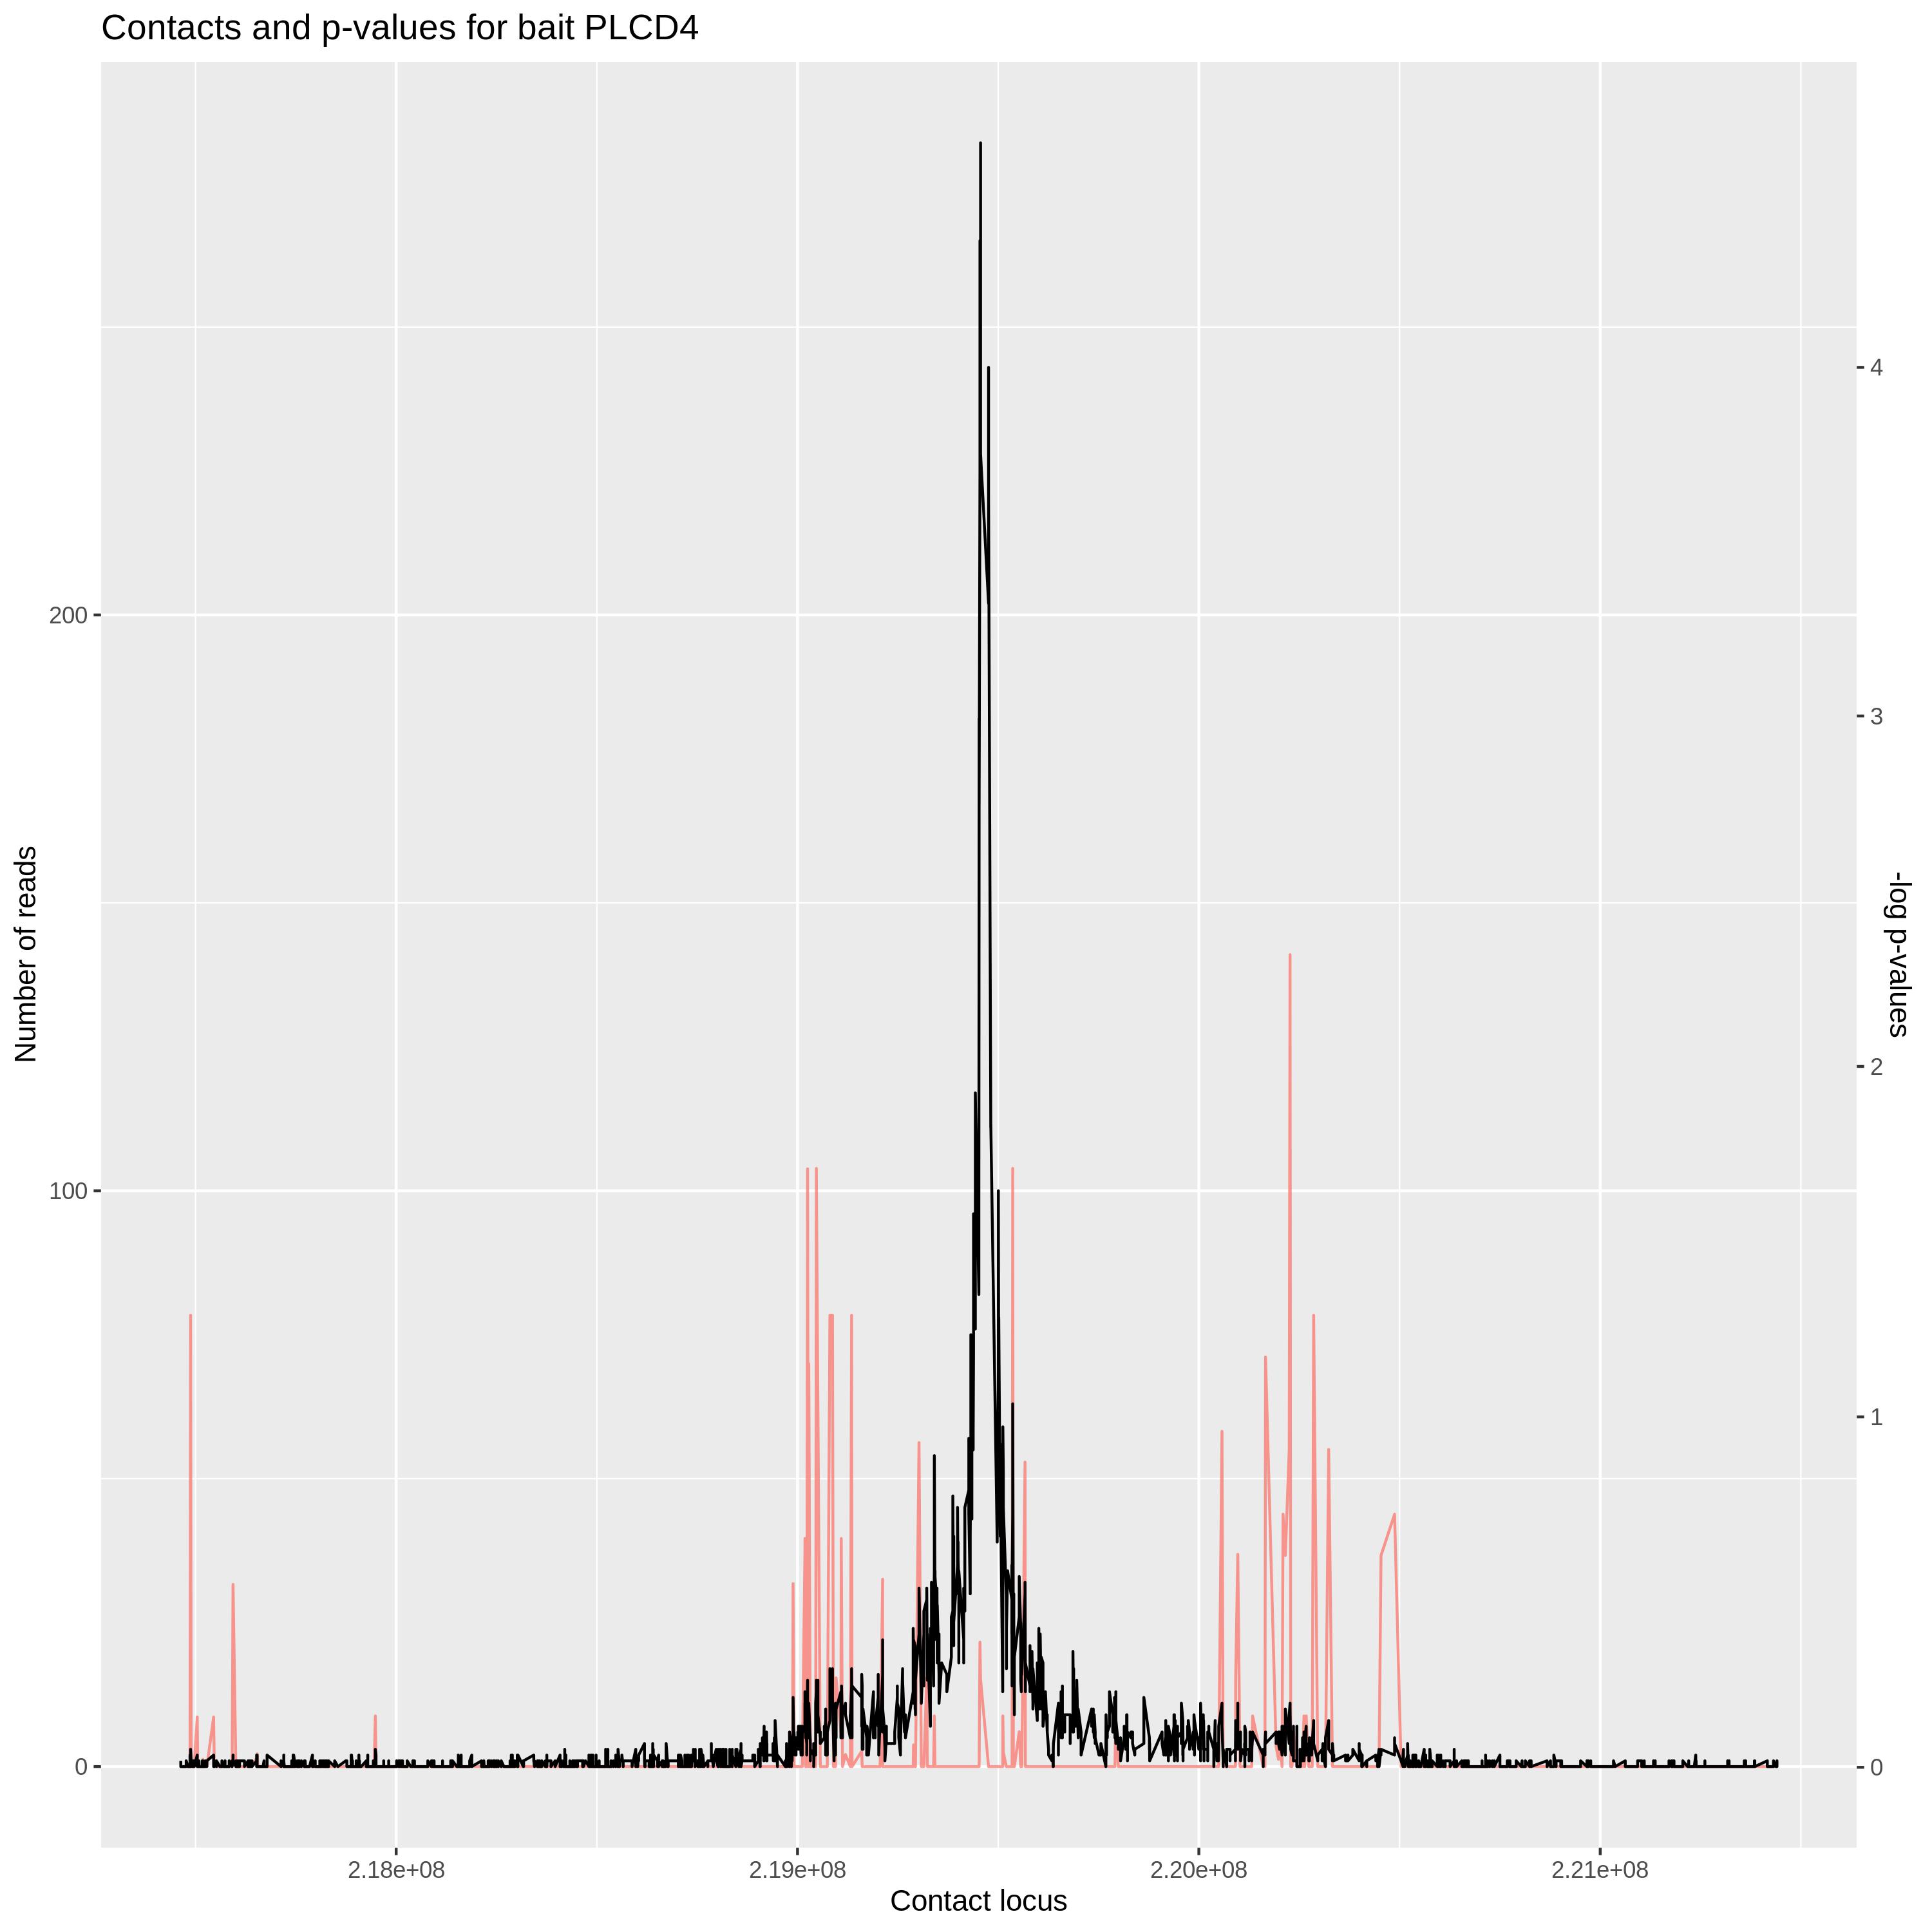 Contacts and p-values for bait PLCD4
Number of reads
200
100
0
4
3
2
1
0
-log p-values
2.18e+08
2.19e+08
2.20e+08
2.21e+08
Contact locus